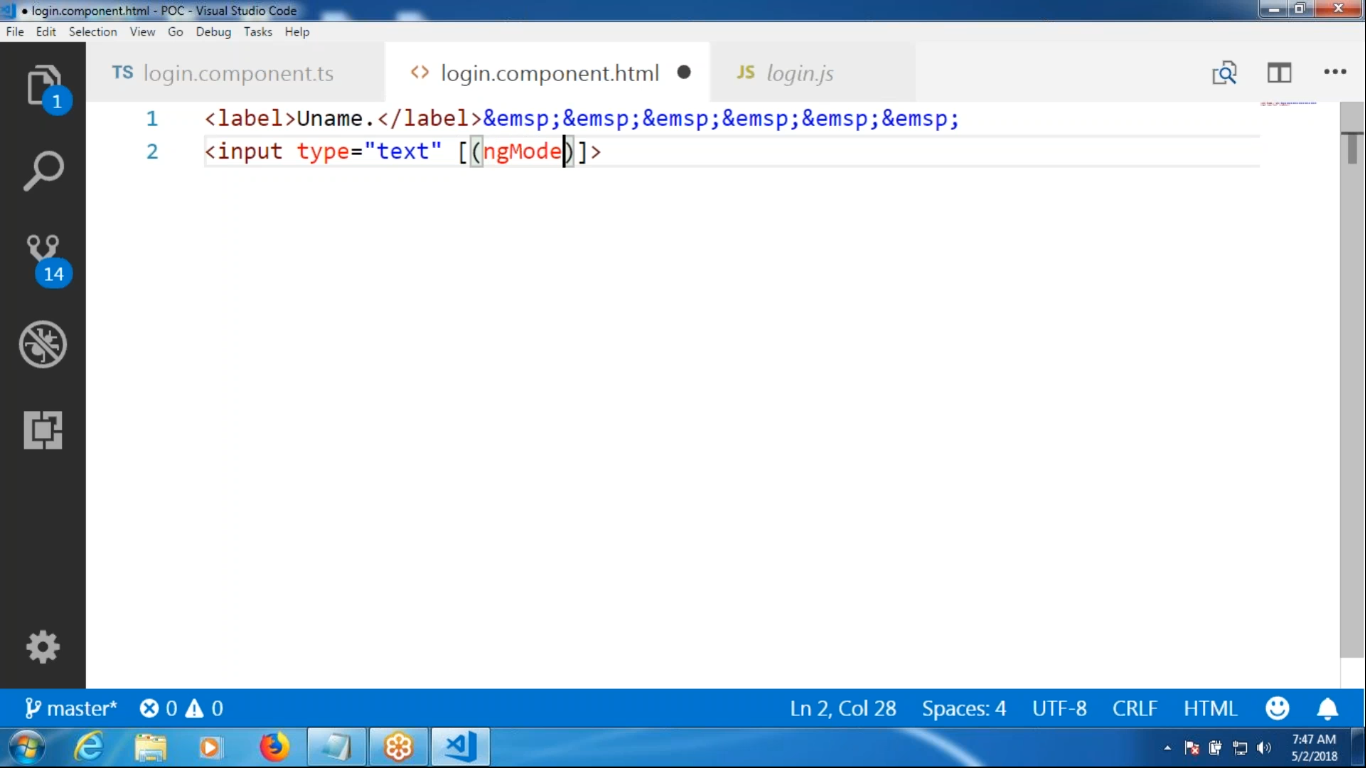 ● login.component.html - POC - Visual Studio Code
File Edit Selection View Go Debug Tasks Help
TS login.component.ts <> login.component.html ● JS login.js •••
1
1 <label>Uname.</label>&emsp;&emsp;&emsp;&emsp;&emsp;&emsp;
2 <input type="text" [(ngMode)]>
14
master* 0 0 Ln 2, Col 28 Spaces: 4 UTF-8 CRLF HTML
7:47 AM
5/2/2018